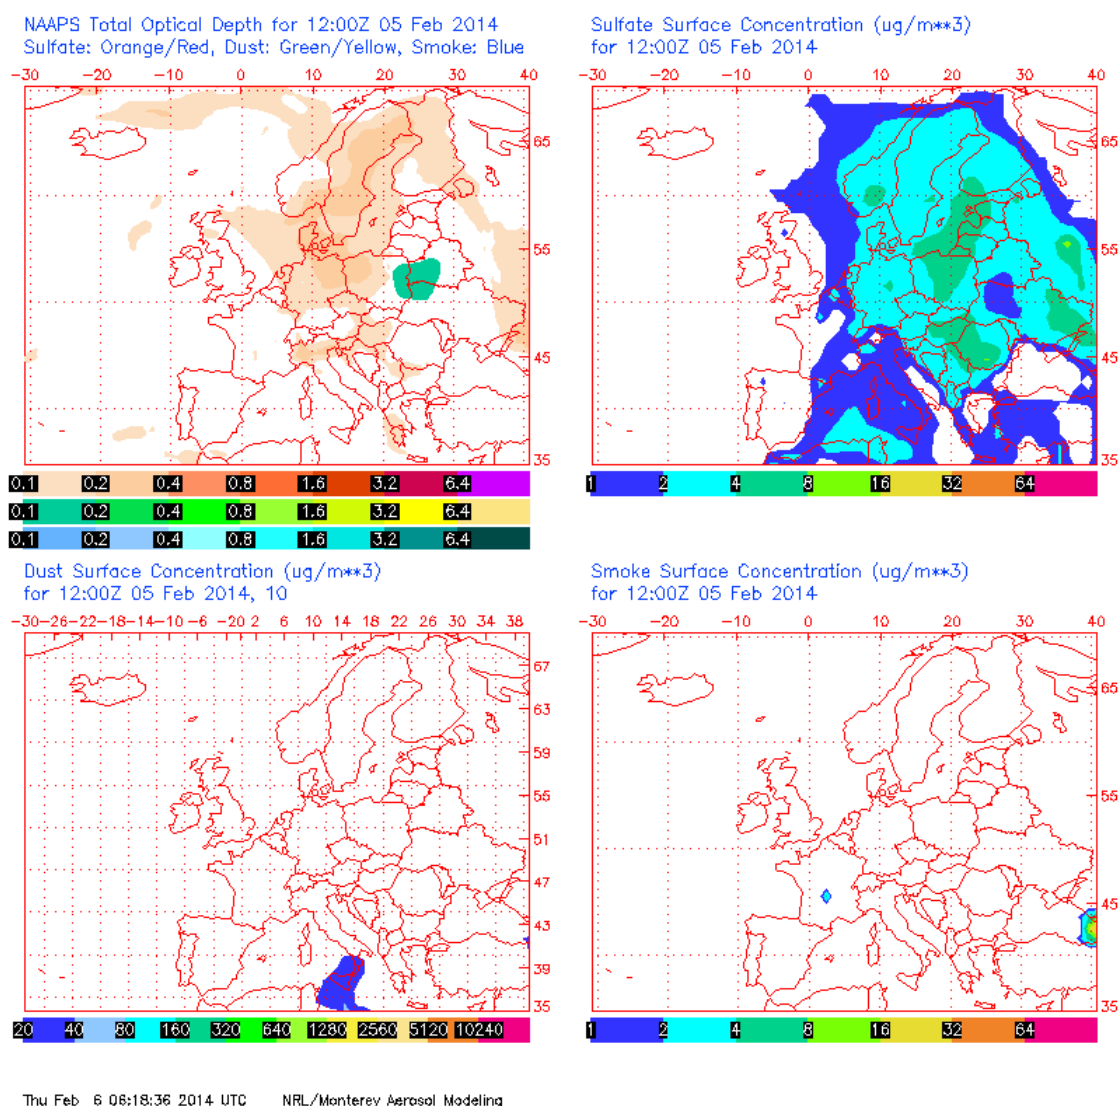 NAAPS Total Optical Depth for 12:00Z 05 Feb 2014
Sulfate: Orange/Red, Dust: Green/Yellow, Smoke: Blue
-30 -20 -10 0 10 20 30 40
65
55
45
35
0.1 0.2 0.4 0.8 1.6 3.2 6.4
0.1 0.2 0.4 0.8 1.6 3.2 6.4
0.1 0.2 0.4 0.8 1.6 3.2 6.4
Sulfate Surface Concentration (ug/m**3)
for 12:00Z 05 Feb 2014
-30 -20 -10 0 10 20 30 40
65
55
45
35
1 2 4 8 16 32 64
Dust Surface Concentration (ug/m**3)
for 12:00Z 05 Feb 2014, 10
-30-26-22-18-14-10 -6 -2 0 2 6 10 14 18 22 26 30 34 38
67
63
59
55
51
47
43
39
35
20 40 80 160 320 640 1280 2560 5120 10240
Smoke Surface Concentration (ug/m**3)
for 12:00Z 05 Feb 2014
-30 -20 -10 0 10 20 30 40
65
55
45
35
1 2 4 8 16 32 64
Thu Feb 6 06:18:36 2014 UTC NRL/Monterey Aerosol Modeling